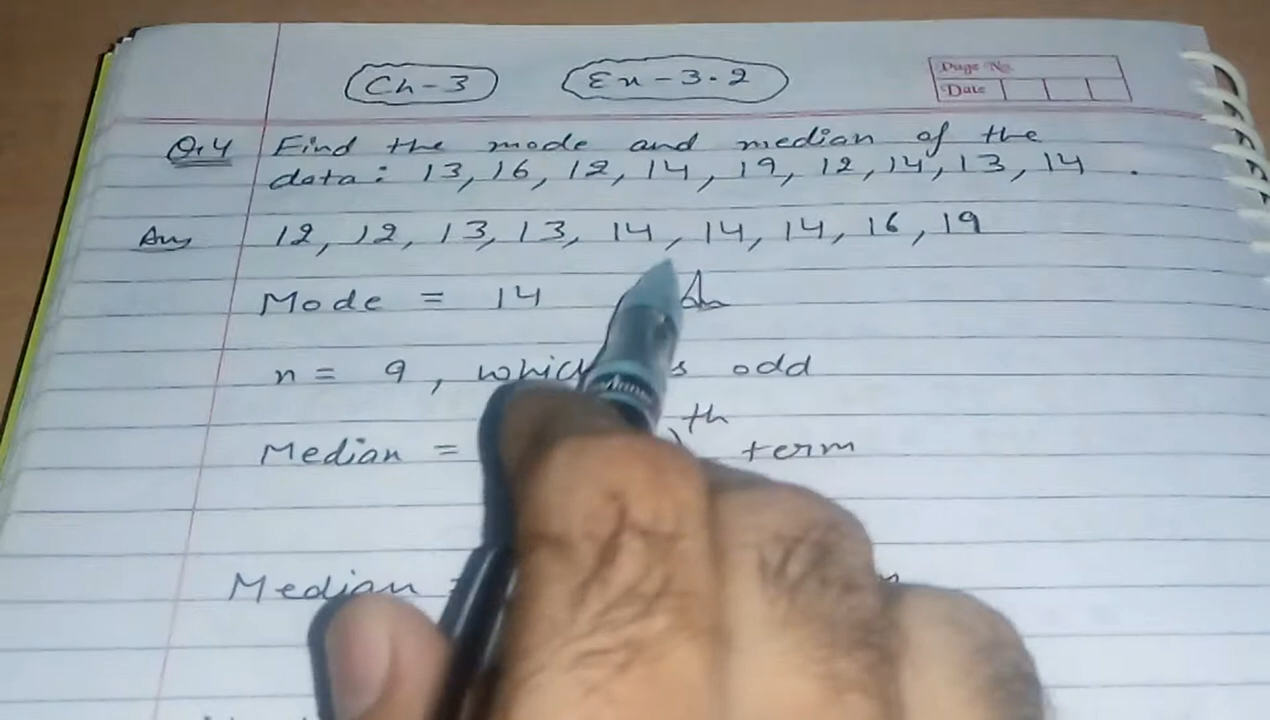 Ch-3 Ex-3.2
Page No.
Date
Q.4 Find the mode and median of the
data: 13, 16, 12, 14, 19, 12, 14, 13, 14 .
Ans 12, 12, 13, 13, 14, 14, 14, 16, 19
Mode = 14
n = 9, which is odd
Median = )th term
Median =